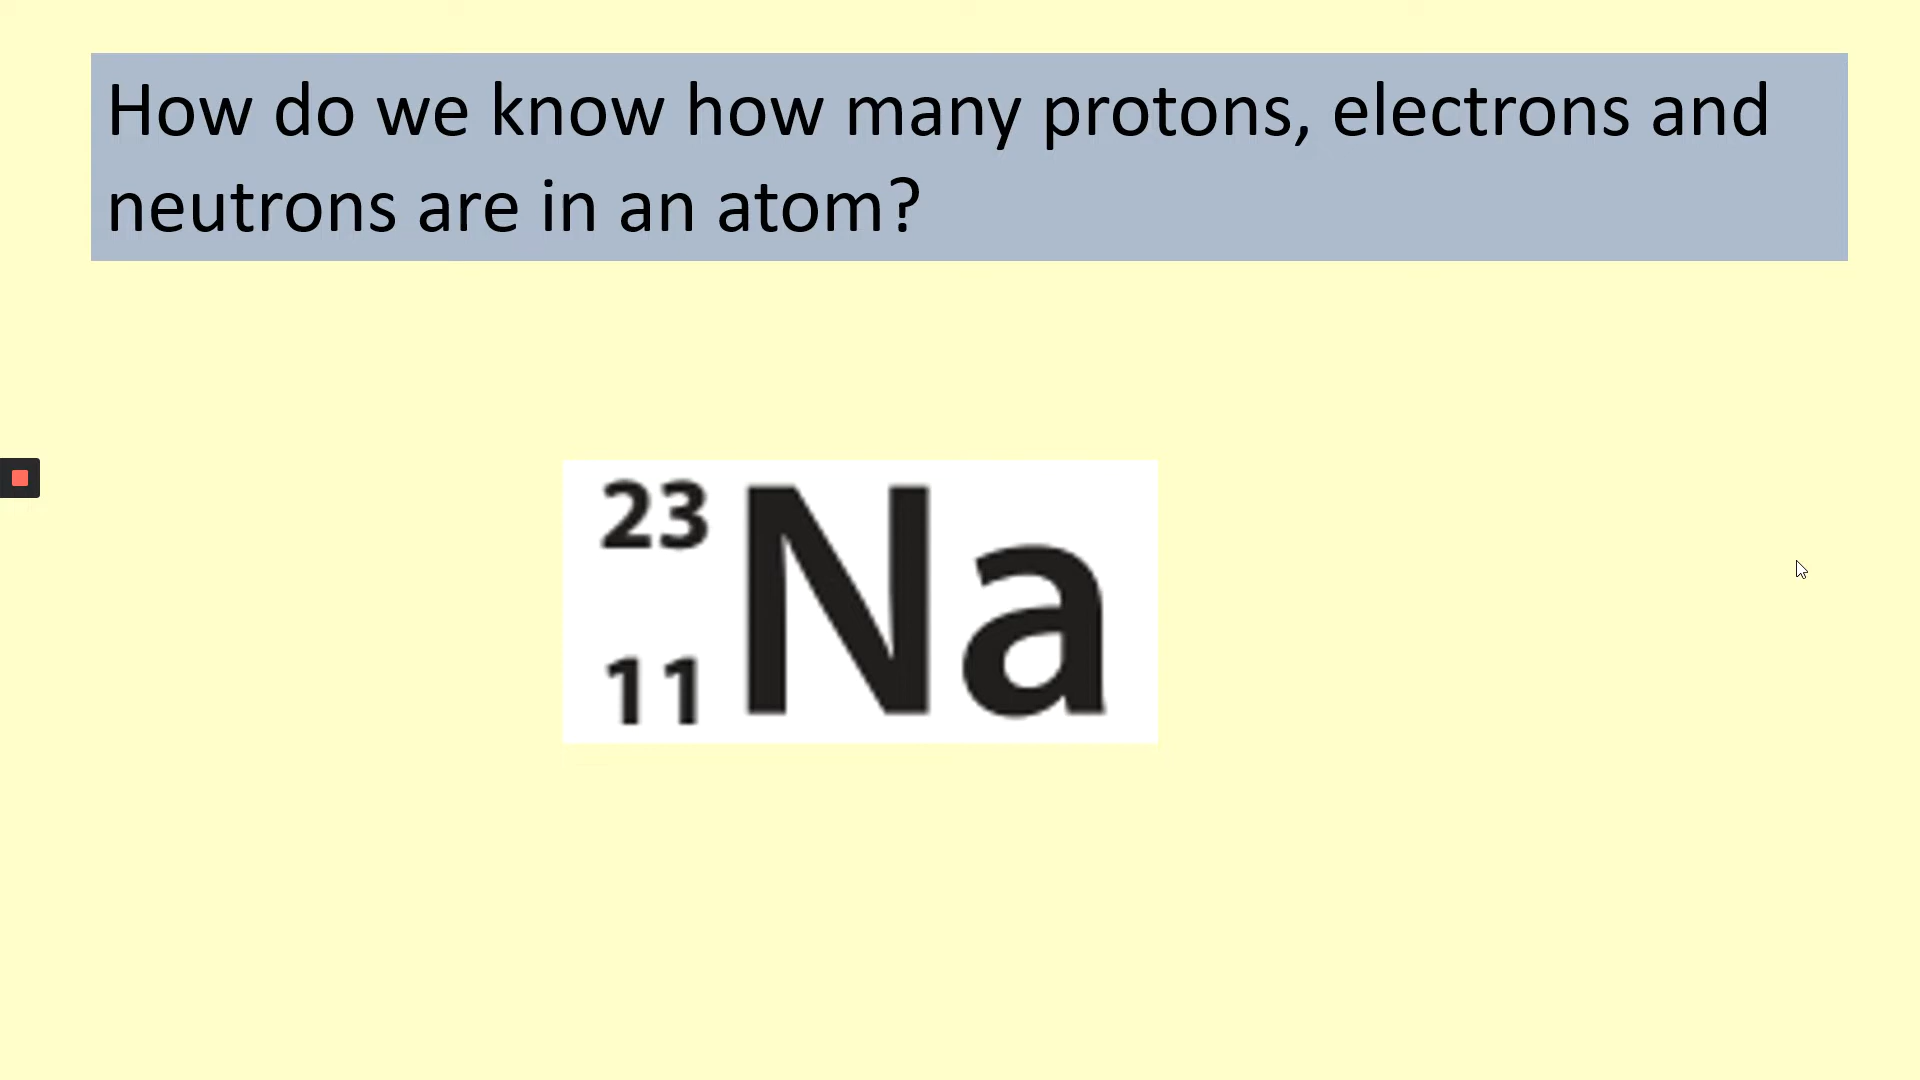 How do we know how many protons, electrons and
neutrons are in an atom?
23
Na
11